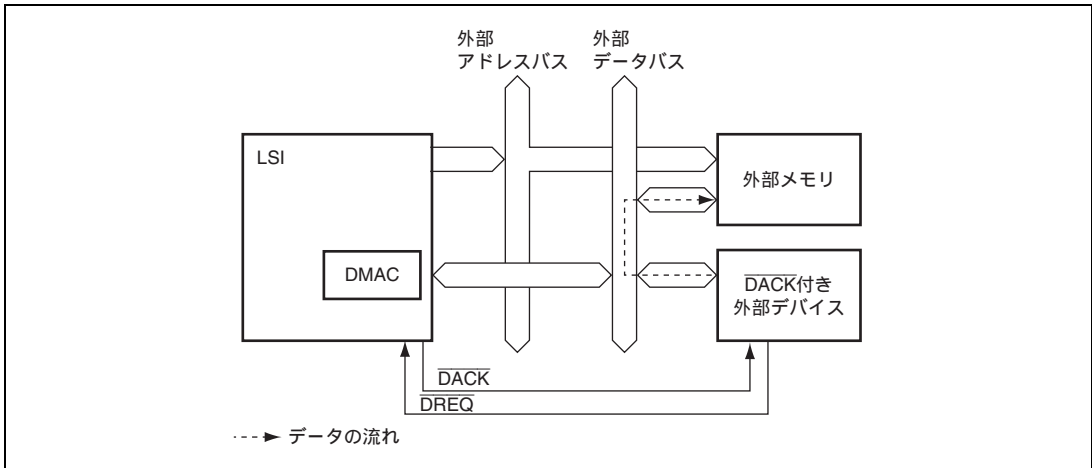 外部
アドレスバス
外部
データバス
LSI
外部メモリ
DMAC
DACK付き
外部デバイス
DACK
DREQ
データの流れ